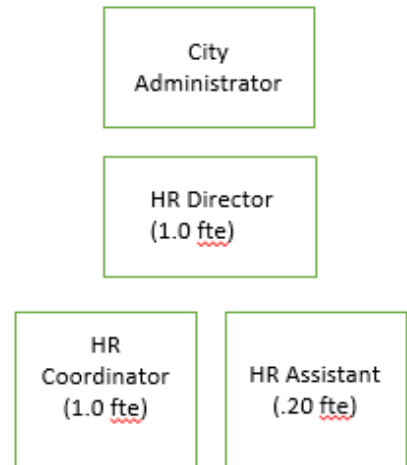 City
Administrator
HR Director
(1.0 fte)
HR
Coordinator
(1.0 fte)
HR Assistant
(.20 fte)